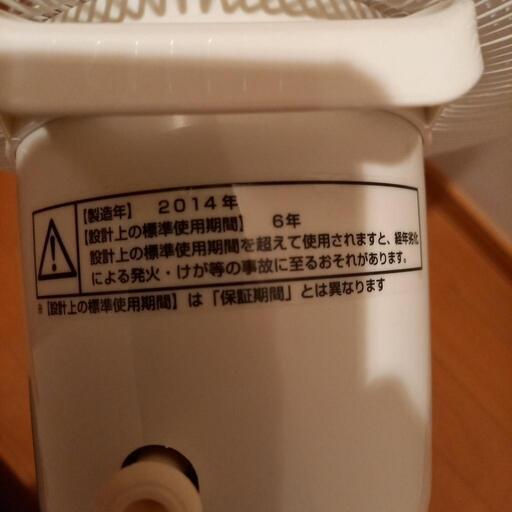 【製造年】 2014年
【設計上の標準使用期間】 6年
設計上の標準使用期間を超えて使用されますと、経年劣化
による発火・けが等の事故に至るおそれがあります。
※【設計上の標準使用期間】は「保証期間」とは異なります